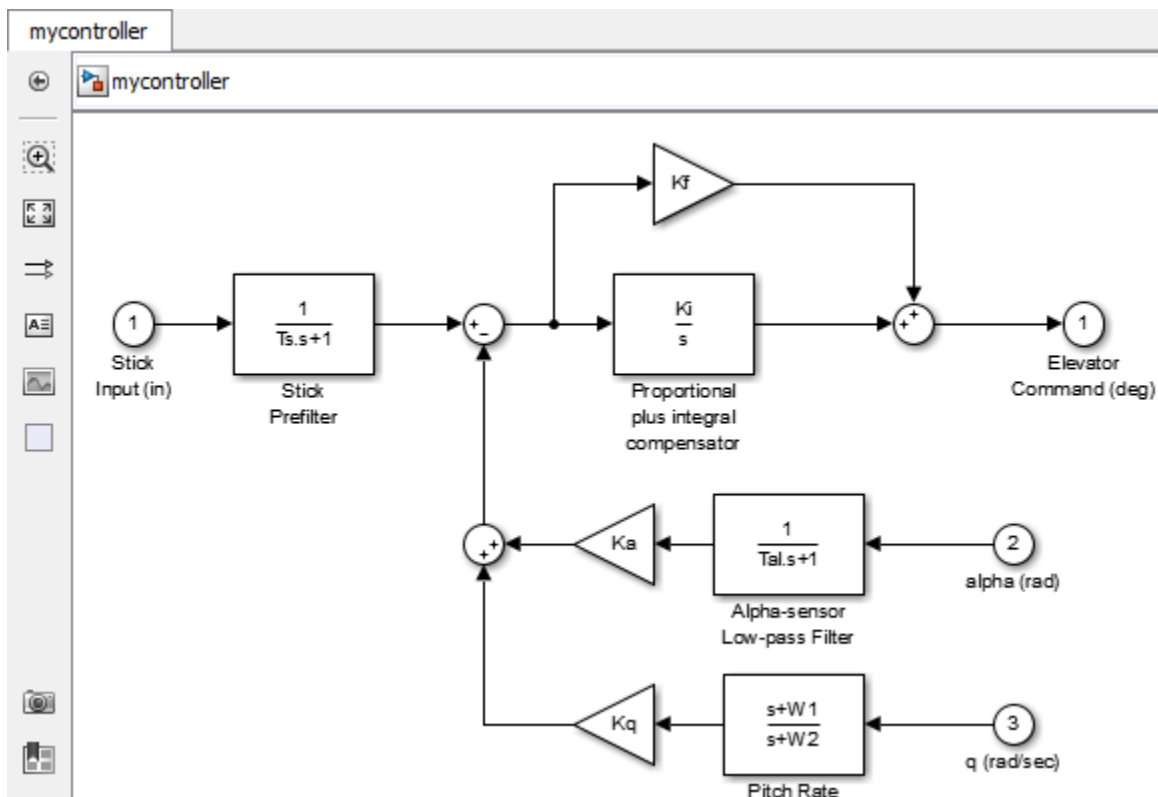 mycontroller
mycontroller
Kf
1
Stick
Input (in)
1
Ts.s+1
Stick
Prefilter
+
_
Ki
s
Proportional
plus integral
compensator
+
+
1
Elevator
Command (deg)
+
+
Ka
1
Tal.s+1
Alpha-sensor
Low-pass Filter
2
alpha (rad)
Kq
s+W1
s+W2
Pitch Rate
3
q (rad/sec)